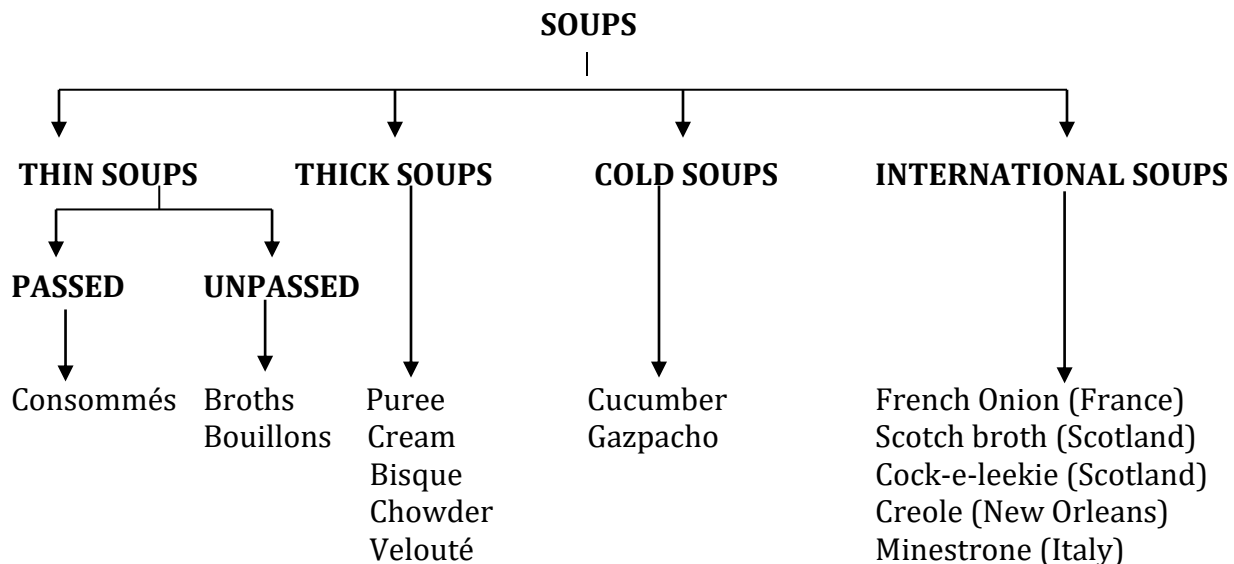 SOUPS
THIN SOUPS THICK SOUPS COLD SOUPS INTERNATIONAL SOUPS
PASSED UNPASSED
Consommés Broths Puree Cucumber French Onion (France)
Bouillons Cream Gazpacho Scotch broth (Scotland)
Bisque Cock-e-leekie (Scotland)
Chowder Creole (New Orleans)
Velouté Minestrone (Italy)